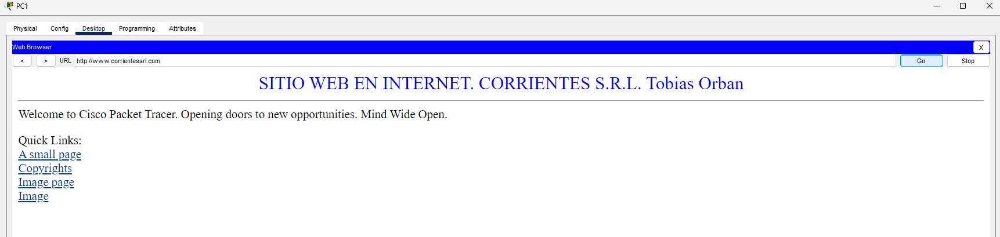 PC1
Physical Config Desktop Programming Attributes
Web Browser X
< > URL http://www.corrientessrl.com Go Stop
SITIO WEB EN INTERNET. CORRIENTES S.R.L. Tobias Orban
Welcome to Cisco Packet Tracer. Opening doors to new opportunities. Mind Wide Open.
Quick Links:
A small page
Copyrights
Image page
Image